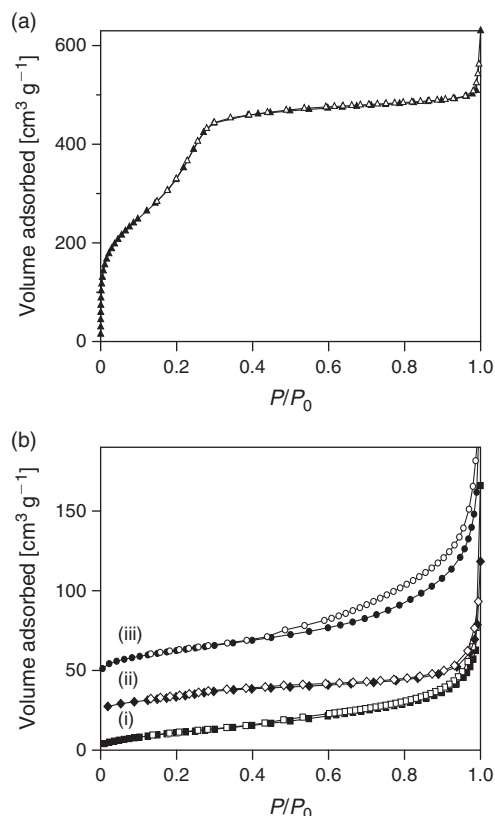 (a)
Volume adsorbed [cm³ g⁻¹]
600
400
200
0
0 0.2 0.4 0.6 0.8 1.0
P/P₀
(b)
Volume adsorbed [cm³ g⁻¹]
150
100
50
0
(iii)
(ii)
(i)
0 0.2 0.4 0.6 0.8 1.0
P/P₀